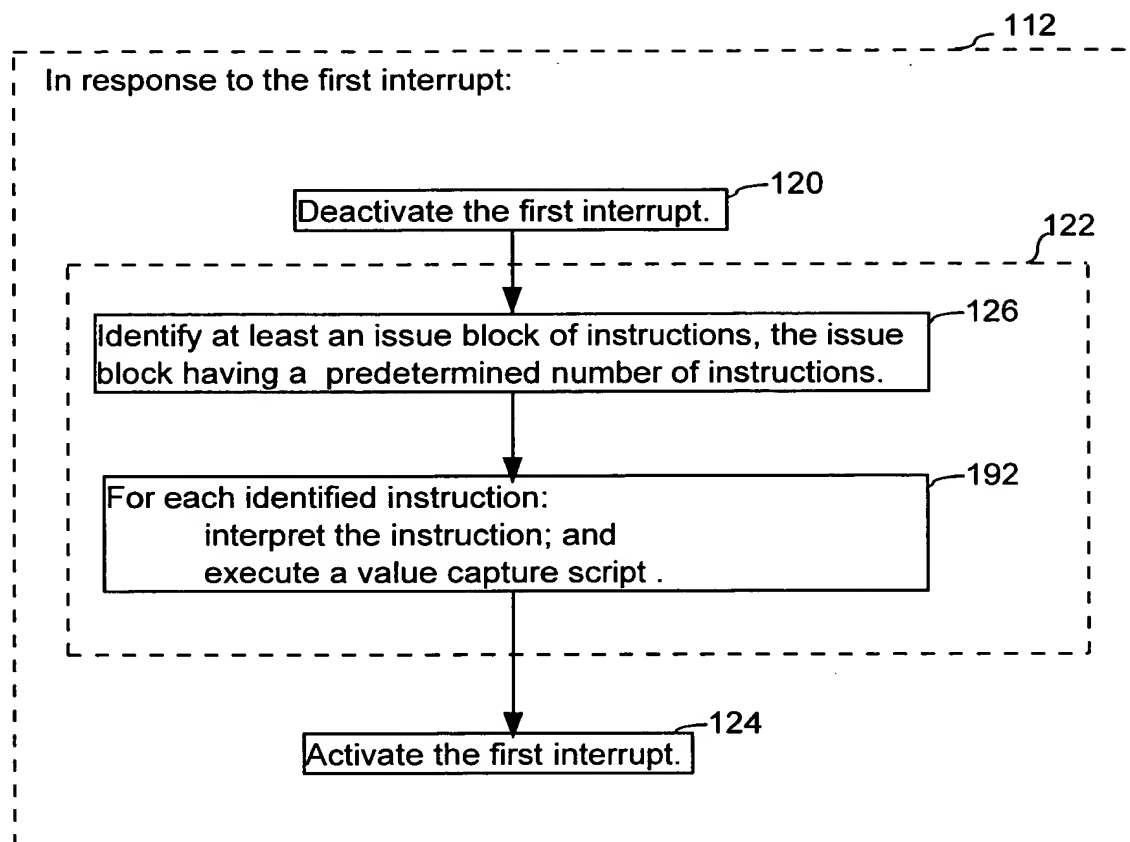 112
In response to the first interrupt:
120
Deactivate the first interrupt.
122
126
Identify at least an issue block of instructions, the issue
block having a predetermined number of instructions.
192
For each identified instruction:
interpret the instruction; and
execute a value capture script .
124
Activate the first interrupt.